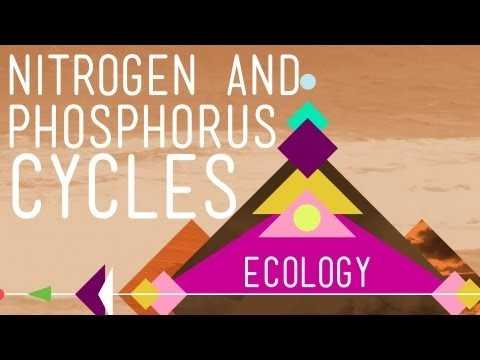 NITROGEN AND
PHOSPHORUS
CYCLES
ECOLOGY